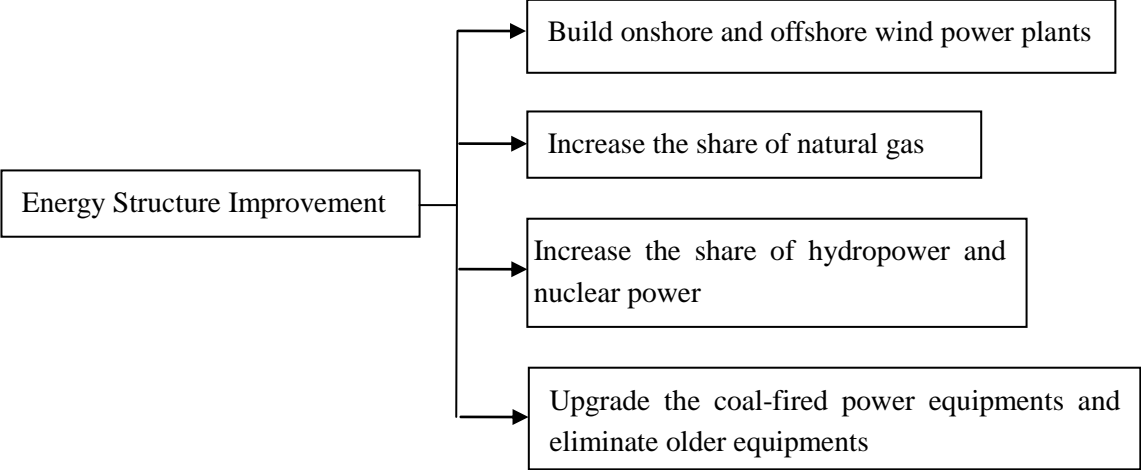 Build onshore and offshore wind power plants
Increase the share of natural gas
Energy Structure Improvement
Increase the share of hydropower and
nuclear power
Upgrade the coal-fired power equipments and
eliminate older equipments